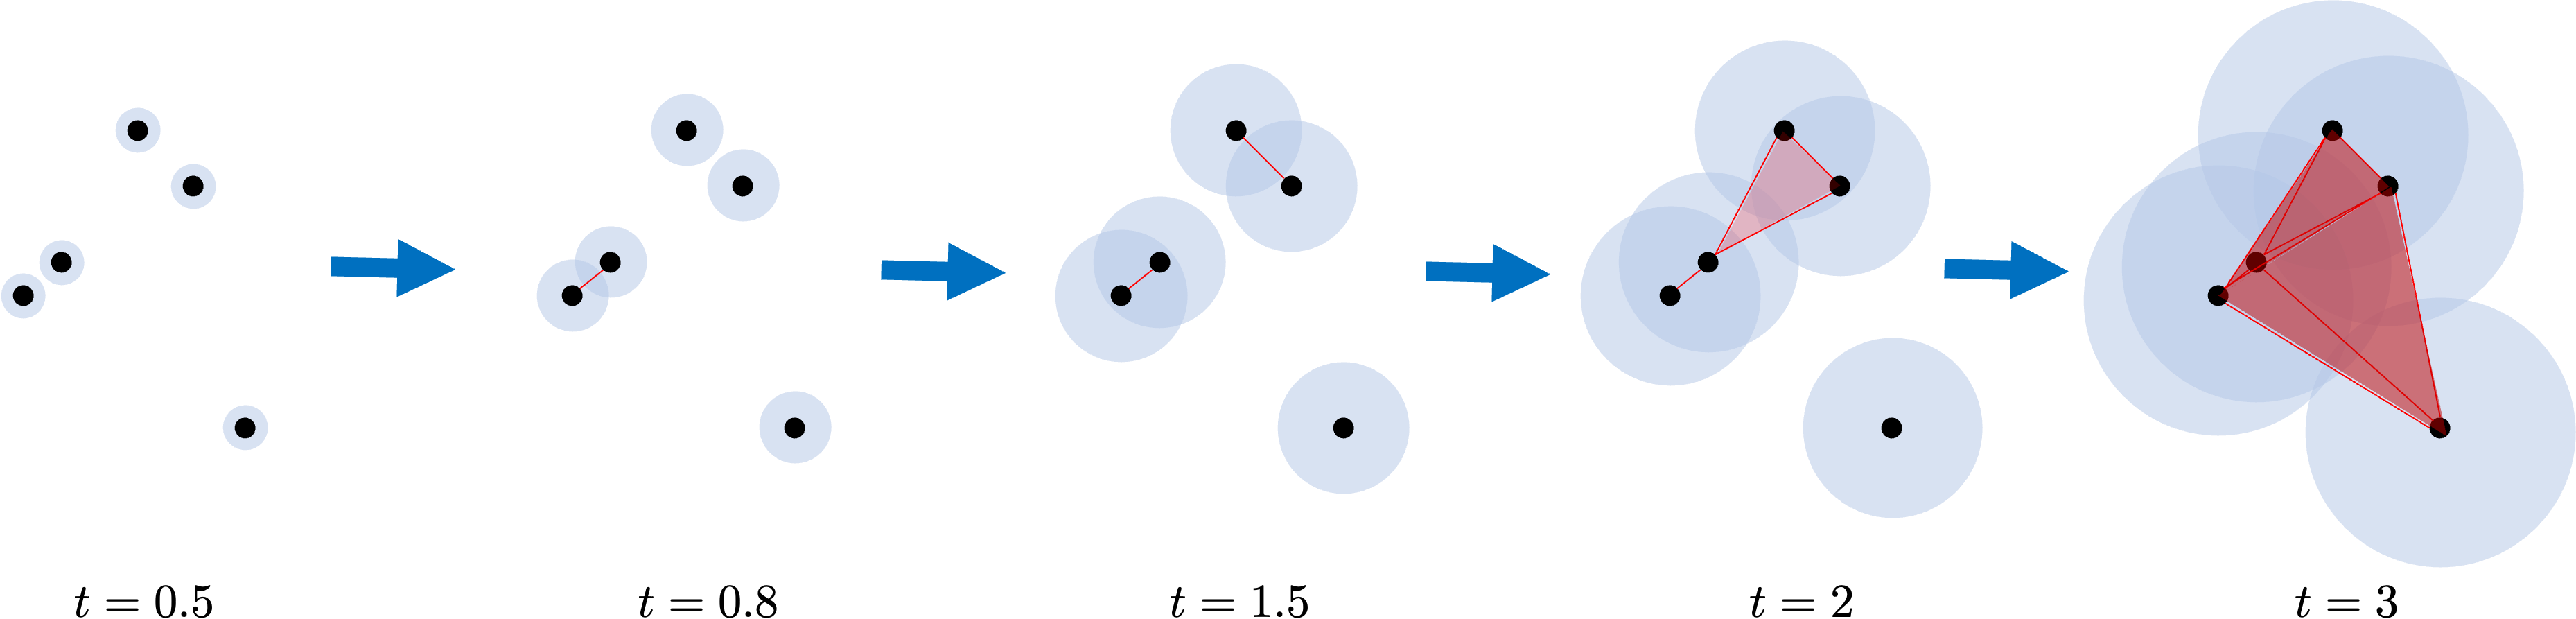 t = 0.5
t = 0.8
t = 1.5
t = 2
t = 3